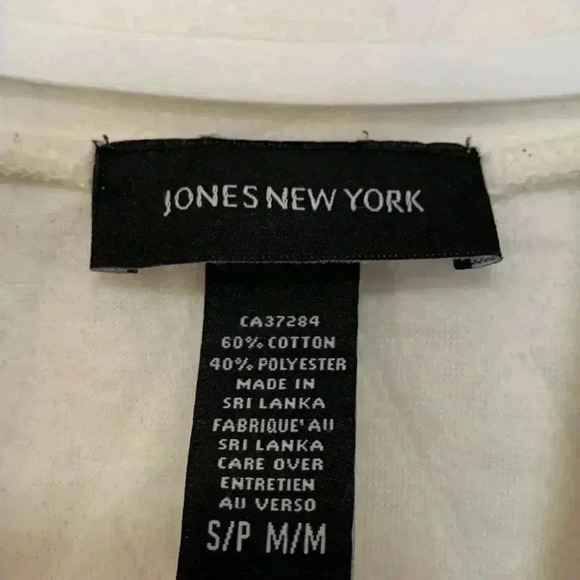 JONES NEW YORK
CA37284
60% COTTON
40% POLYESTER
MADE IN
SRI LANKA
FABRIQUE' AU
SRI LANKA
CARE OVER
ENTRETIEN
AU VERSO
S/P M/M